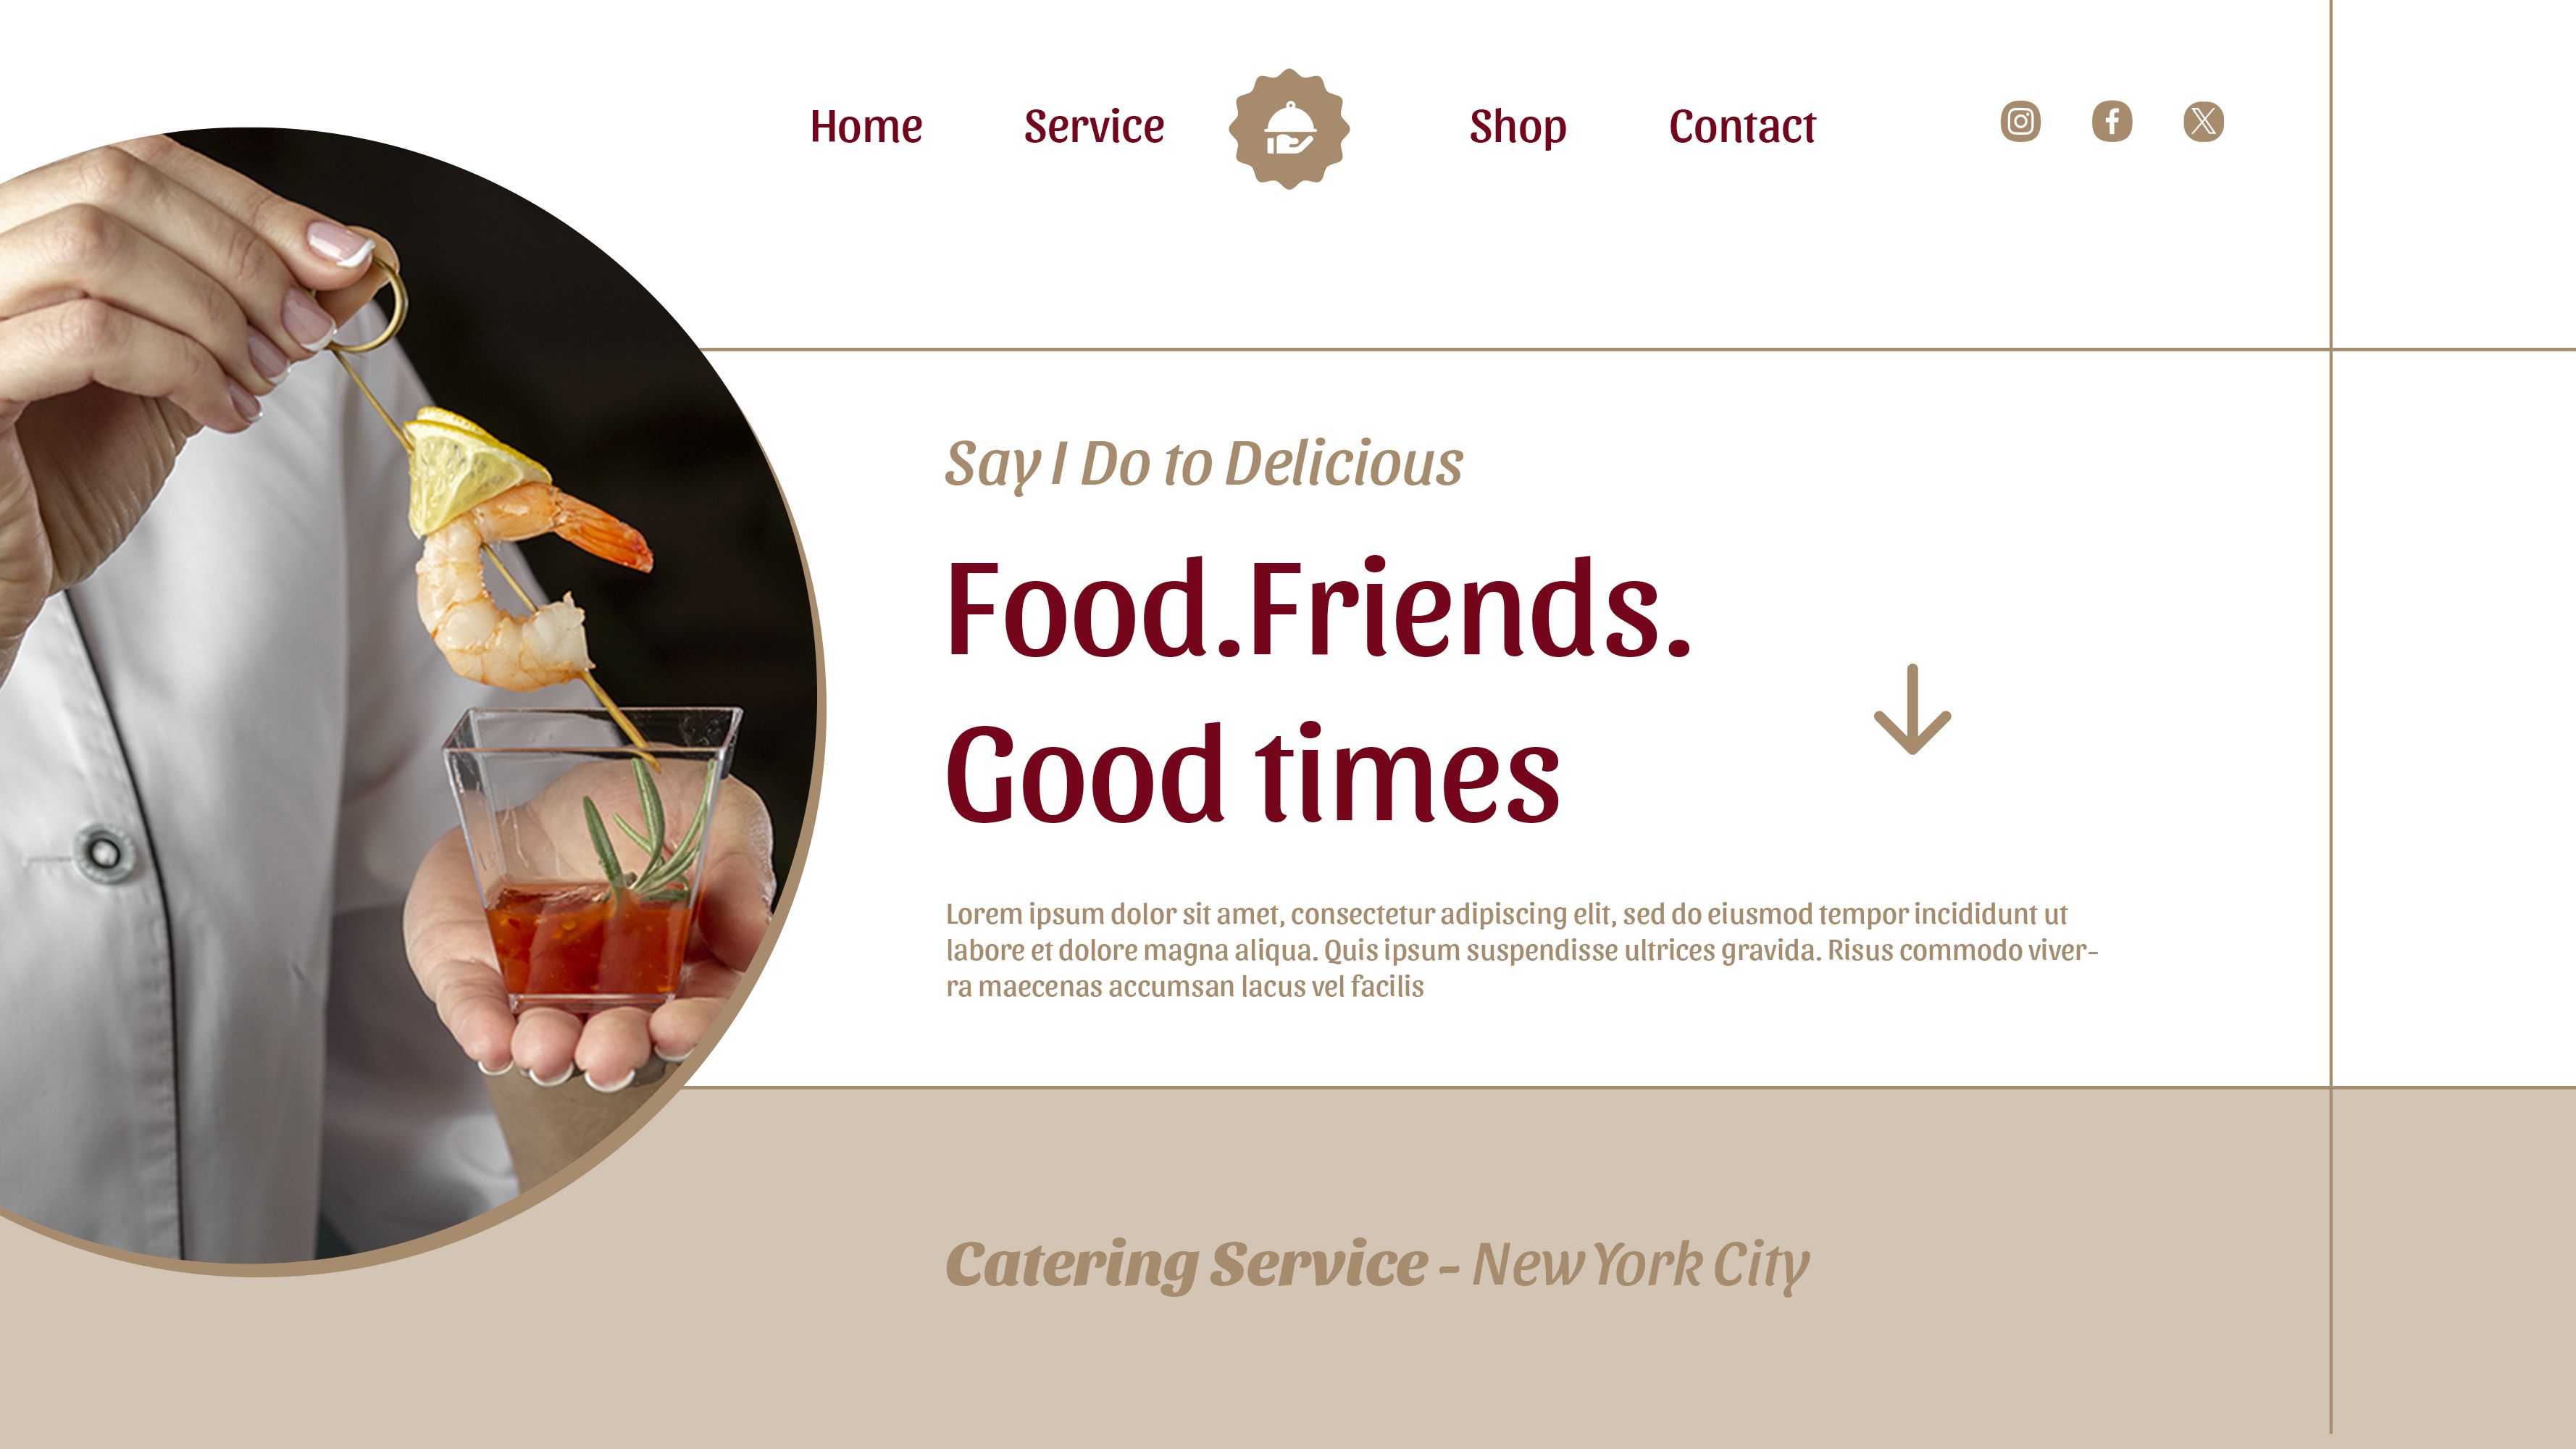 Home Service Shop Contact
Say I Do to Delicious
Food.Friends.
Good times
Lorem ipsum dolor sit amet, consectetur adipiscing elit, sed do eiusmod tempor incididunt ut
labore et dolore magna aliqua. Quis ipsum suspendisse ultrices gravida. Risus commodo viver-
ra maecenas accumsan lacus vel facilis
Catering Service - New York City